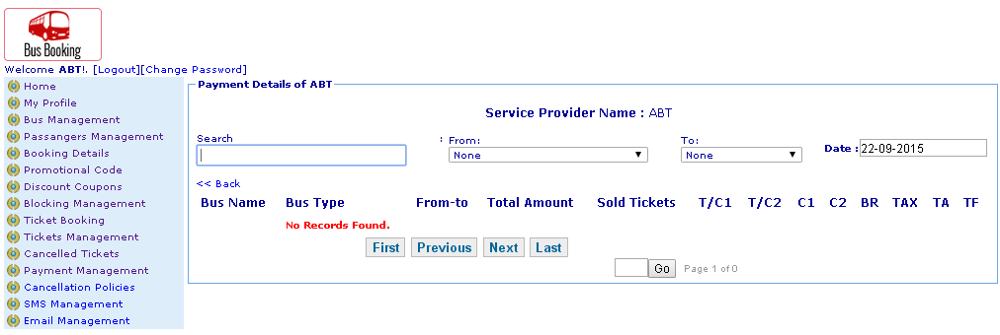 Bus Booking
Welcome ABT!. [Logout][Change Password]
Home
My Profile
Bus Management
Passangers Management
Booking Details
Promotional Code
Discount Coupons
Blocking Management
Ticket Booking
Tickets Management
Cancelled Tickets
Payment Management
Cancellation Policies
SMS Management
Email Management
Payment Details of ABT
Service Provider Name : ABT
Search : From: To:
None None Date : 22-09-2015
<< Back
Bus Name Bus Type From-to Total Amount Sold Tickets T/C1 T/C2 C1 C2 BR TAX TA TF
No Records Found.
First Previous Next Last
Go Page 1 of 0